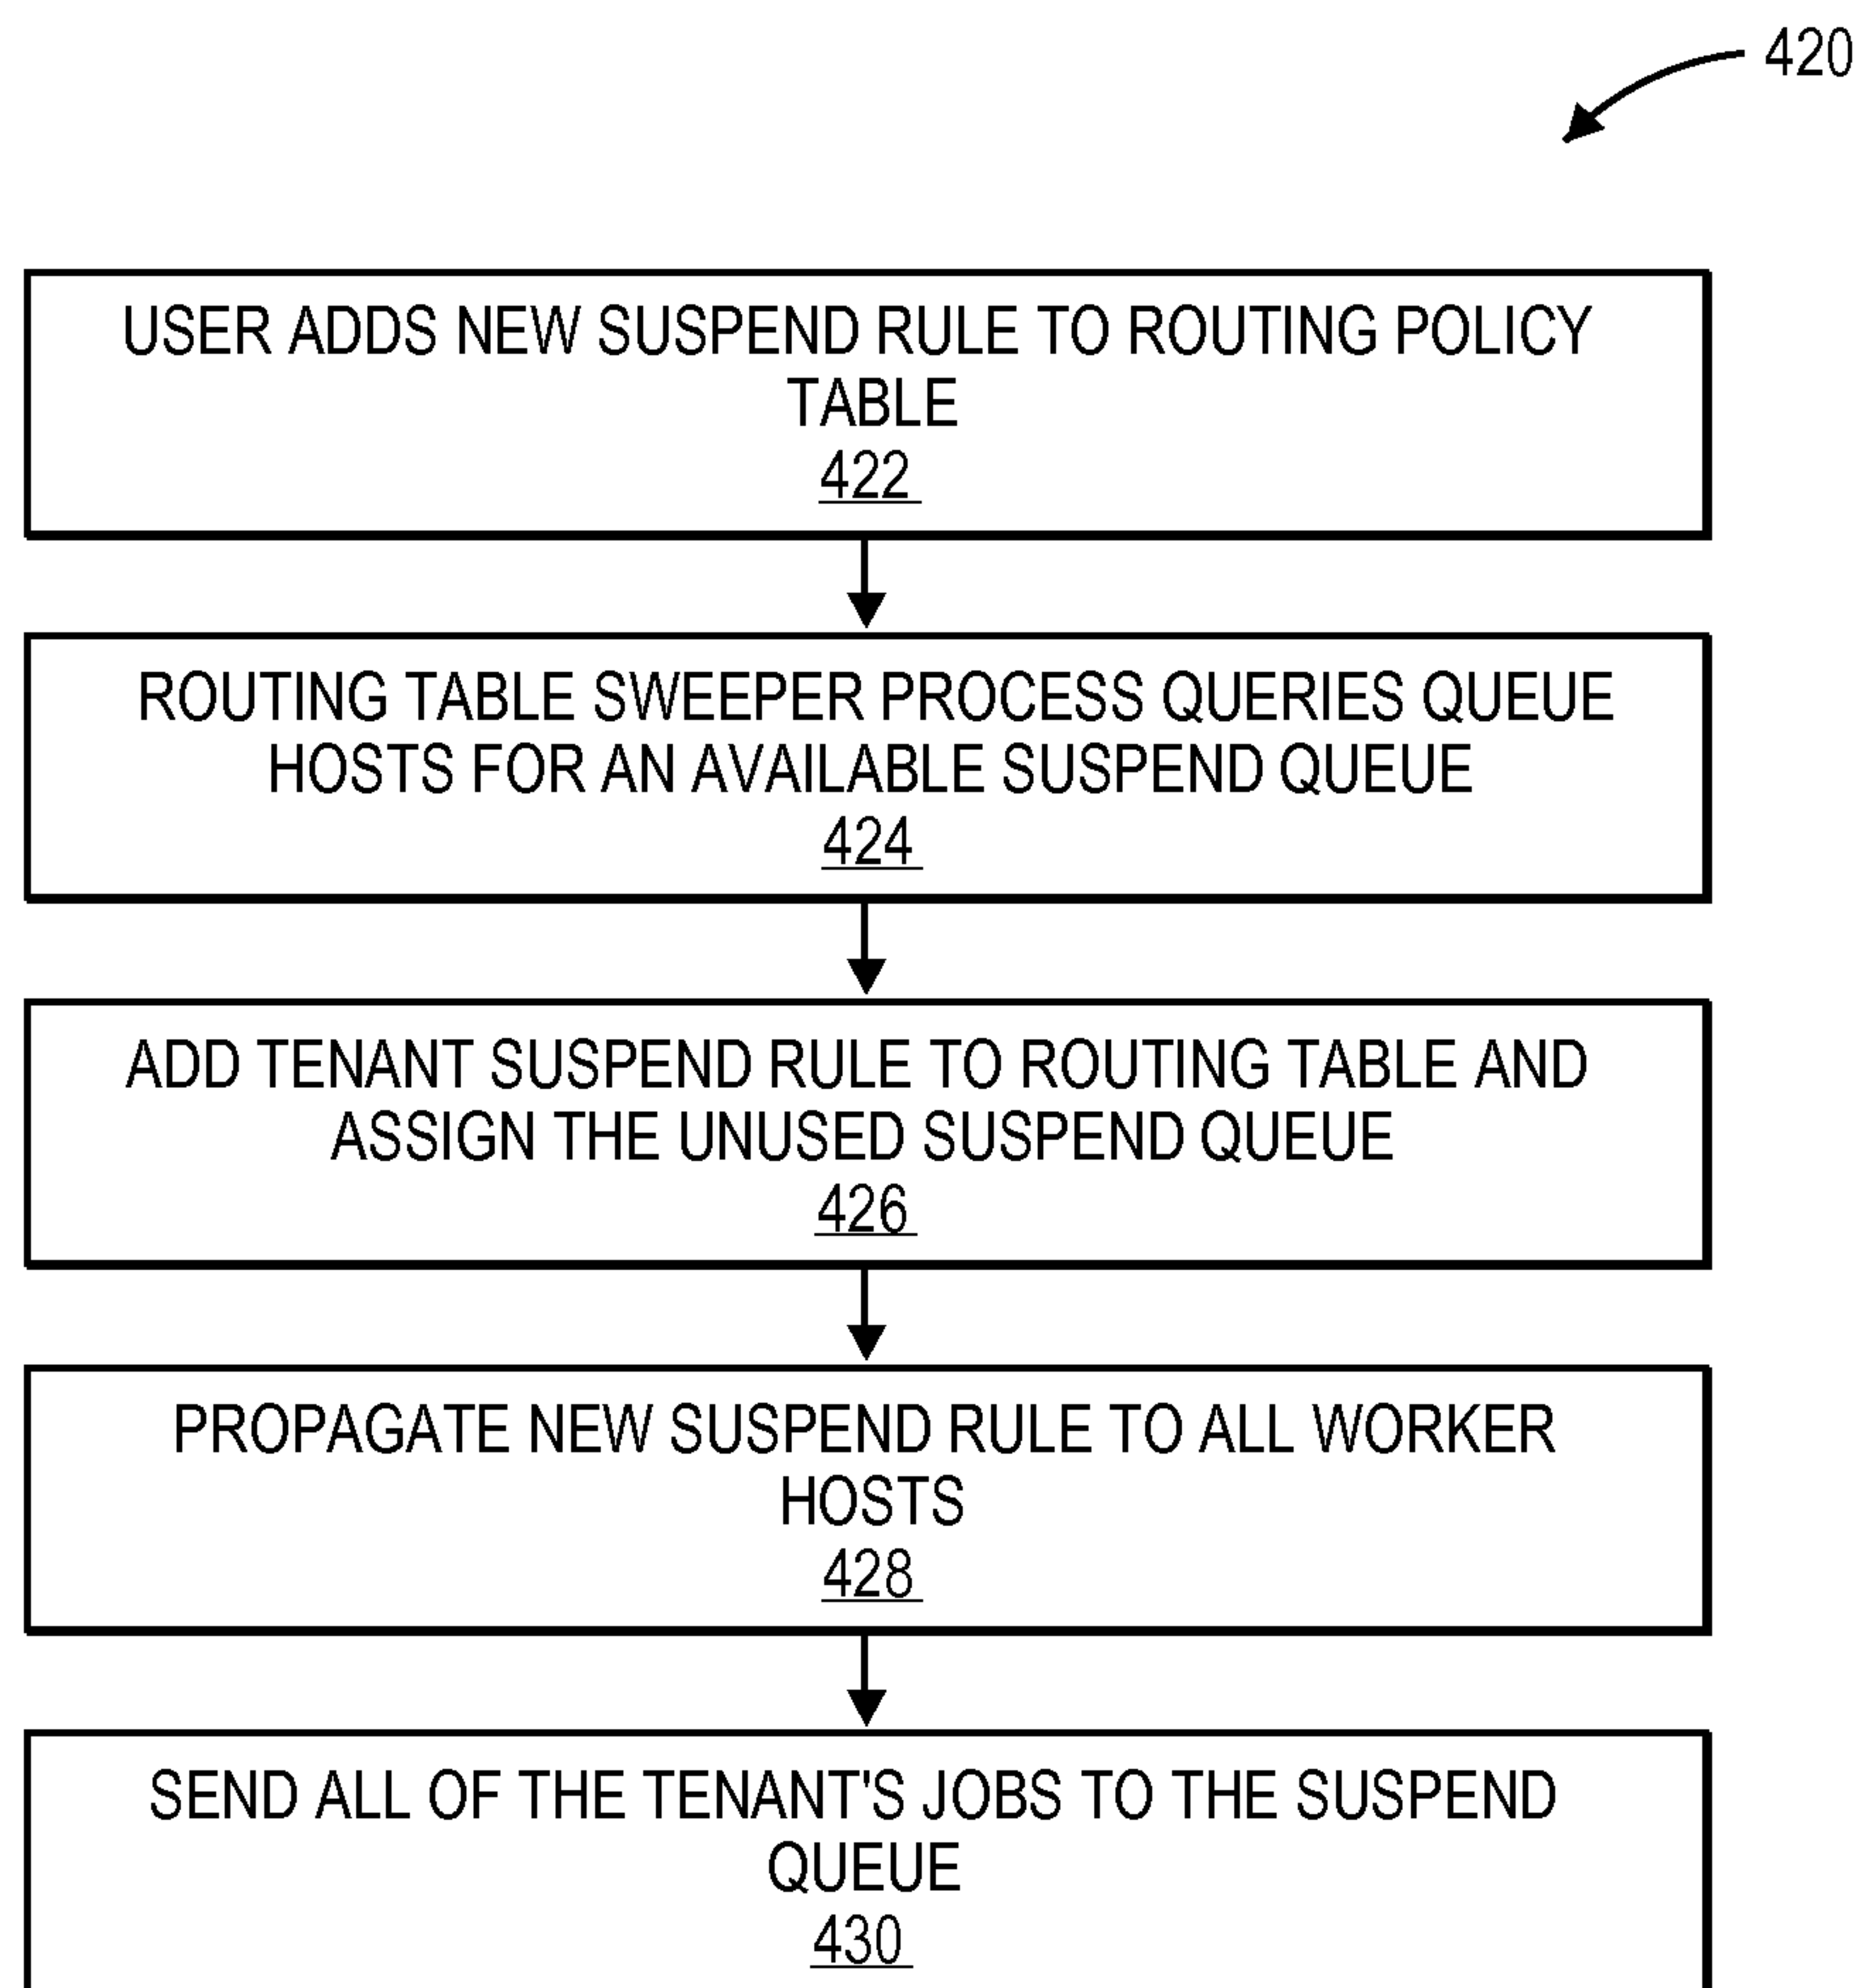 420
USER ADDS NEW SUSPEND RULE TO ROUTING POLICY
TABLE
422
ROUTING TABLE SWEEPER PROCESS QUERIES QUEUE
HOSTS FOR AN AVAILABLE SUSPEND QUEUE
424
ADD TENANT SUSPEND RULE TO ROUTING TABLE AND
ASSIGN THE UNUSED SUSPEND QUEUE
426
PROPAGATE NEW SUSPEND RULE TO ALL WORKER
HOSTS
428
SEND ALL OF THE TENANT'S JOBS TO THE SUSPEND
QUEUE
430